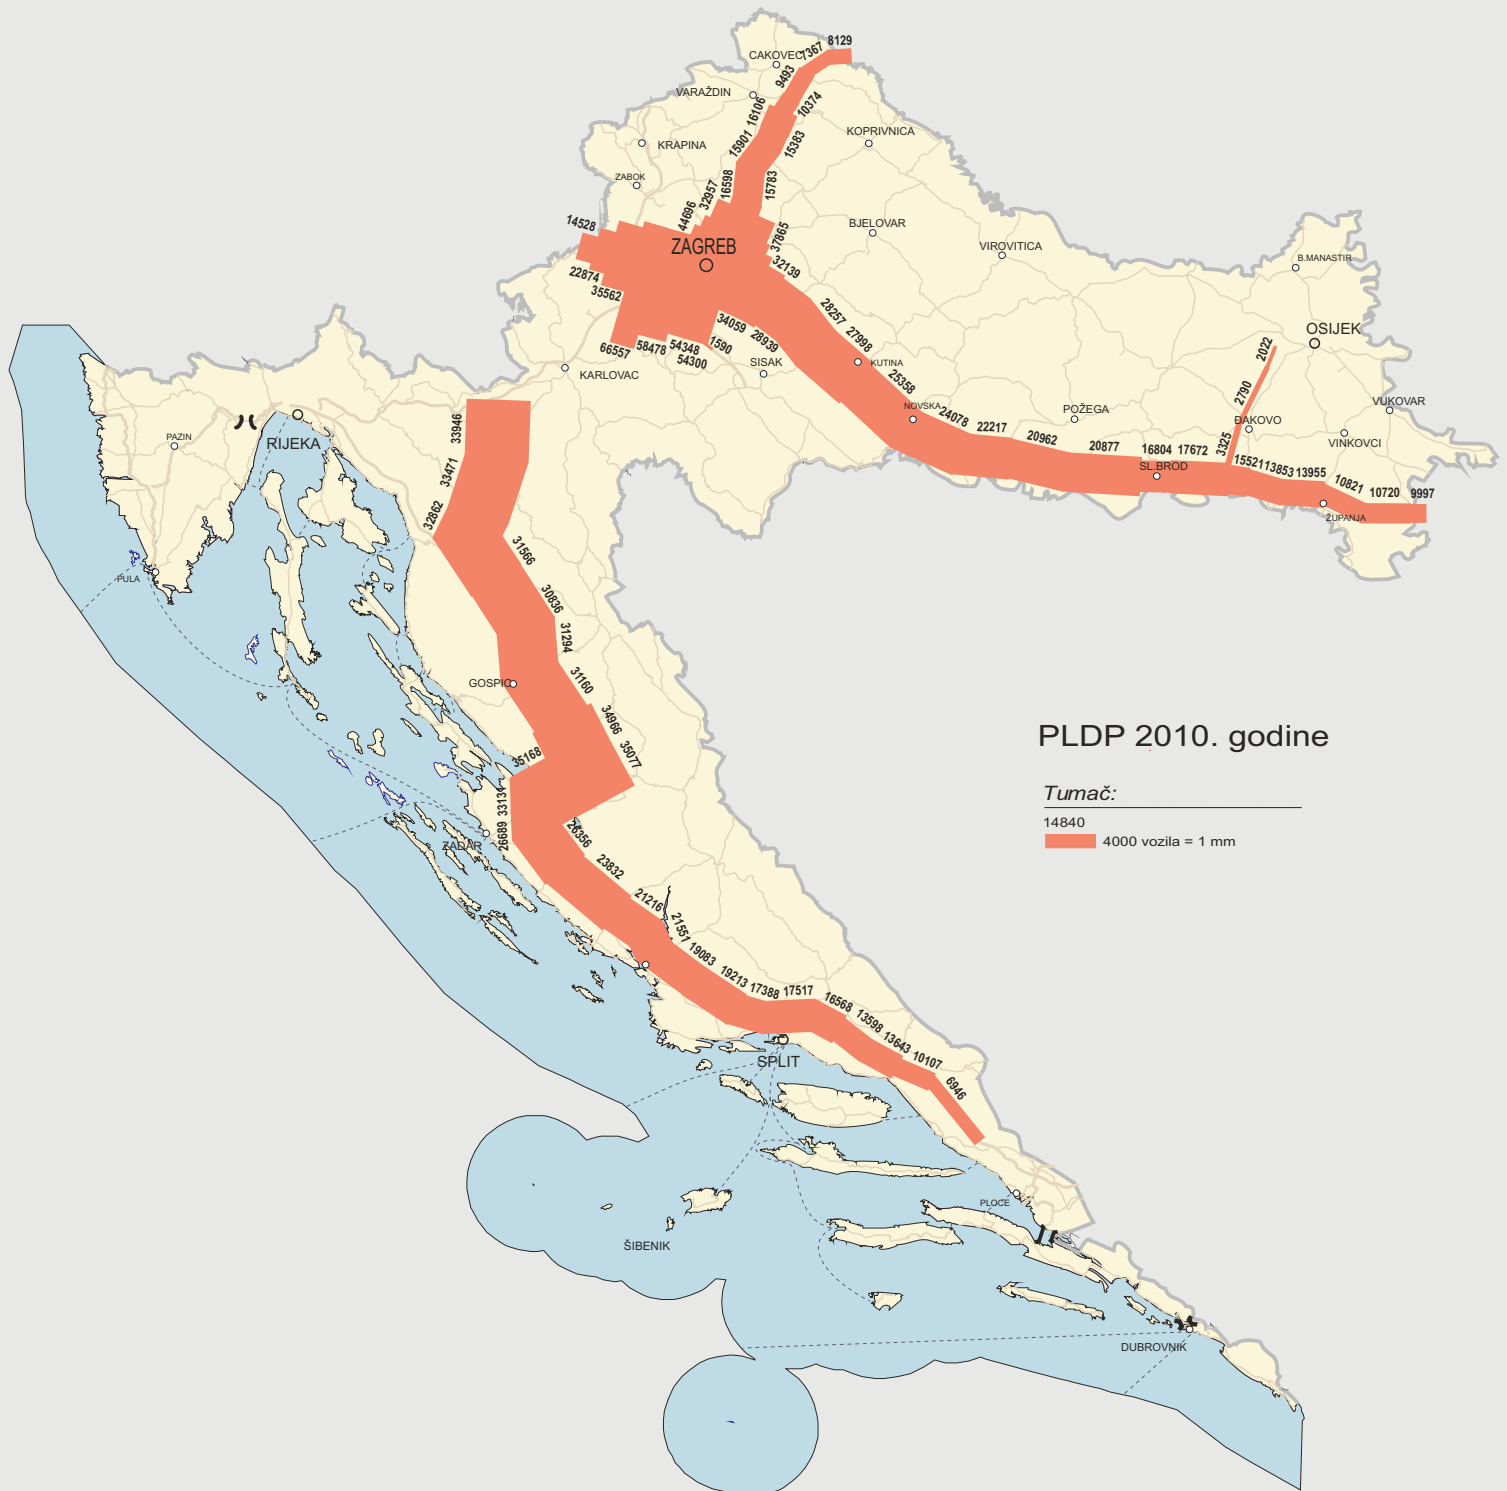 8129
7367
CAKOVEC
9493
VARAŽDIN
10374
16106
KOPRIVNICA
15901
15383
KRAPINA
ZABOK
16598
15783
32957
44696
14528
37865
BJELOVAR
ZAGREB
VIROVITICA
B.MANASTIR
22874
32139
35562
28257
34059
27998
28939
OSIJEK
66557
58478
54348
54300
1590
SISAK
KUTINA
2022
KARLOVAC
25358
2790
NOVSKA
24078
POŽEGA
VUKOVAR
22217
ĐAKOVO
20962
20877
16804
17672
3325
VINKOVCI
SL.BROD
15521
13853
13955
10821
10720
9997
ŽUPANJA
PAZIN
RIJEKA
33946
33471
32862
31566
PULA
30836
31294
GOSPIC
31160
34966
35077
35168
33131
26689
ZADAR
26356
23832
21216
21551
19083
19213
17388
17517
16568
13598
13643
10107
6946
SPLIT
PLOCE
ŠIBENIK
DUBROVNIK
PLDP 2010. godine
Tumač:
14840
4000 vozila = 1 mm